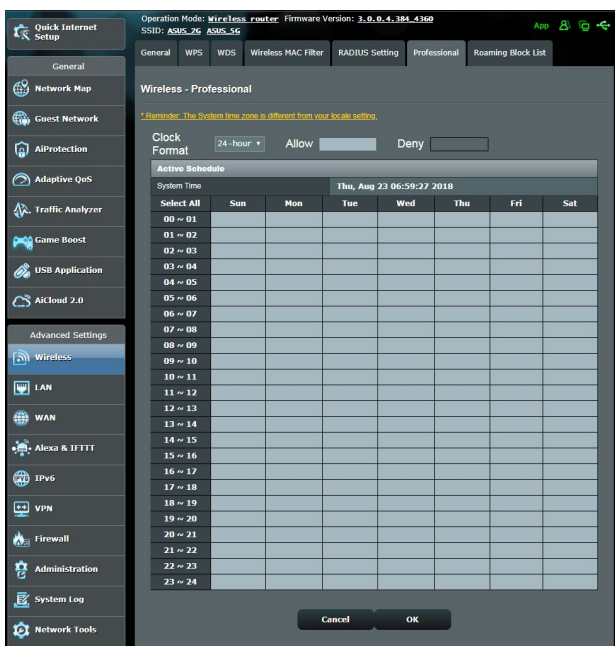 Quick Internet
Setup
General
Network Map
Guest Network
AiProtection
Adaptive QoS
Traffic Analyzer
Game Boost
USB Application
AiCloud 2.0
Advanced Settings
Wireless
LAN
WAN
Alexa & IFTTT
IPv6
VPN
Firewall
Administration
System Log
Network Tools
Operation Mode: Wireless router Firmware Version: 3.0.0.4.384_4360
SSID: ASUS_2G ASUS_5G
App
General WPS WDS Wireless MAC Filter RADIUS Setting Professional Roaming Block List
Wireless - Professional
* Reminder: The System time zone is different from your locale setting.
Clock
Format 24-hour Allow Deny
Active Schedule
System Time Thu, Aug 23 06:59:27 2018
Select All Sun Mon Tue Wed Thu Fri Sat
00 ~ 01
01 ~ 02
02 ~ 03
03 ~ 04
04 ~ 05
05 ~ 06
06 ~ 07
07 ~ 08
08 ~ 09
09 ~ 10
10 ~ 11
11 ~ 12
12 ~ 13
13 ~ 14
14 ~ 15
15 ~ 16
16 ~ 17
17 ~ 18
18 ~ 19
19 ~ 20
20 ~ 21
21 ~ 22
22 ~ 23
23 ~ 24
Cancel OK